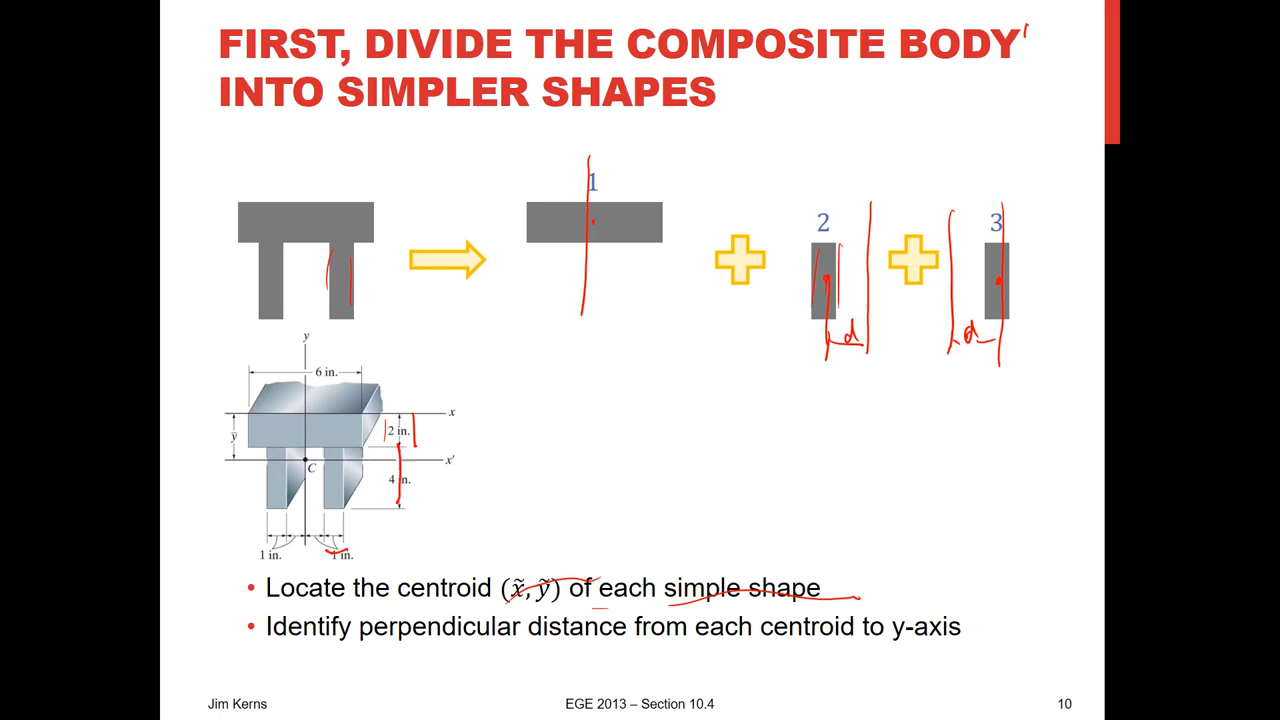 FIRST, DIVIDE THE COMPOSITE BODY
INTO SIMPLER SHAPES
1
2
3
d
d
y
6 in.
x
2 in.
ȳ
x'
C
4 in.
1 in.
1 in.
• Locate the centroid (x̃, ỹ) of each simple shape
• Identify perpendicular distance from each centroid to y-axis
Jim Kerns
EGE 2013 – Section 10.4
10